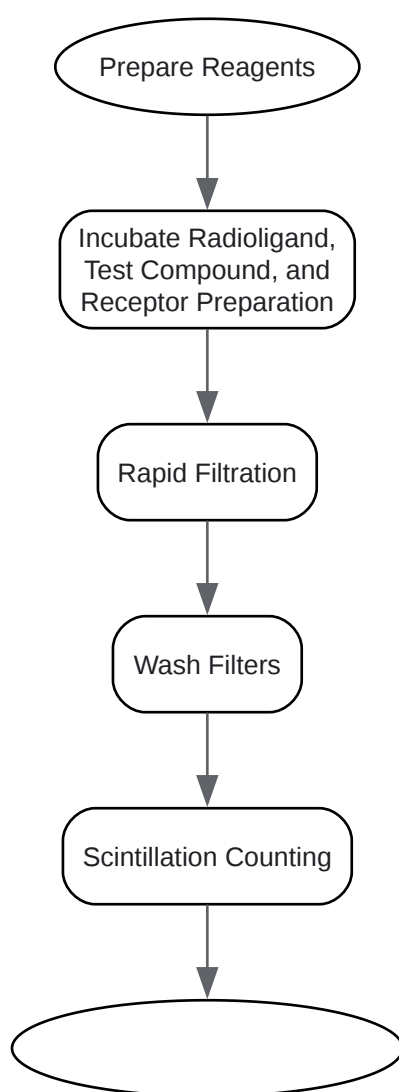 Prepare Reagents
Incubate Radioligand,
Test Compound, and
Receptor Preparation
Rapid Filtration
Wash Filters
Scintillation Counting